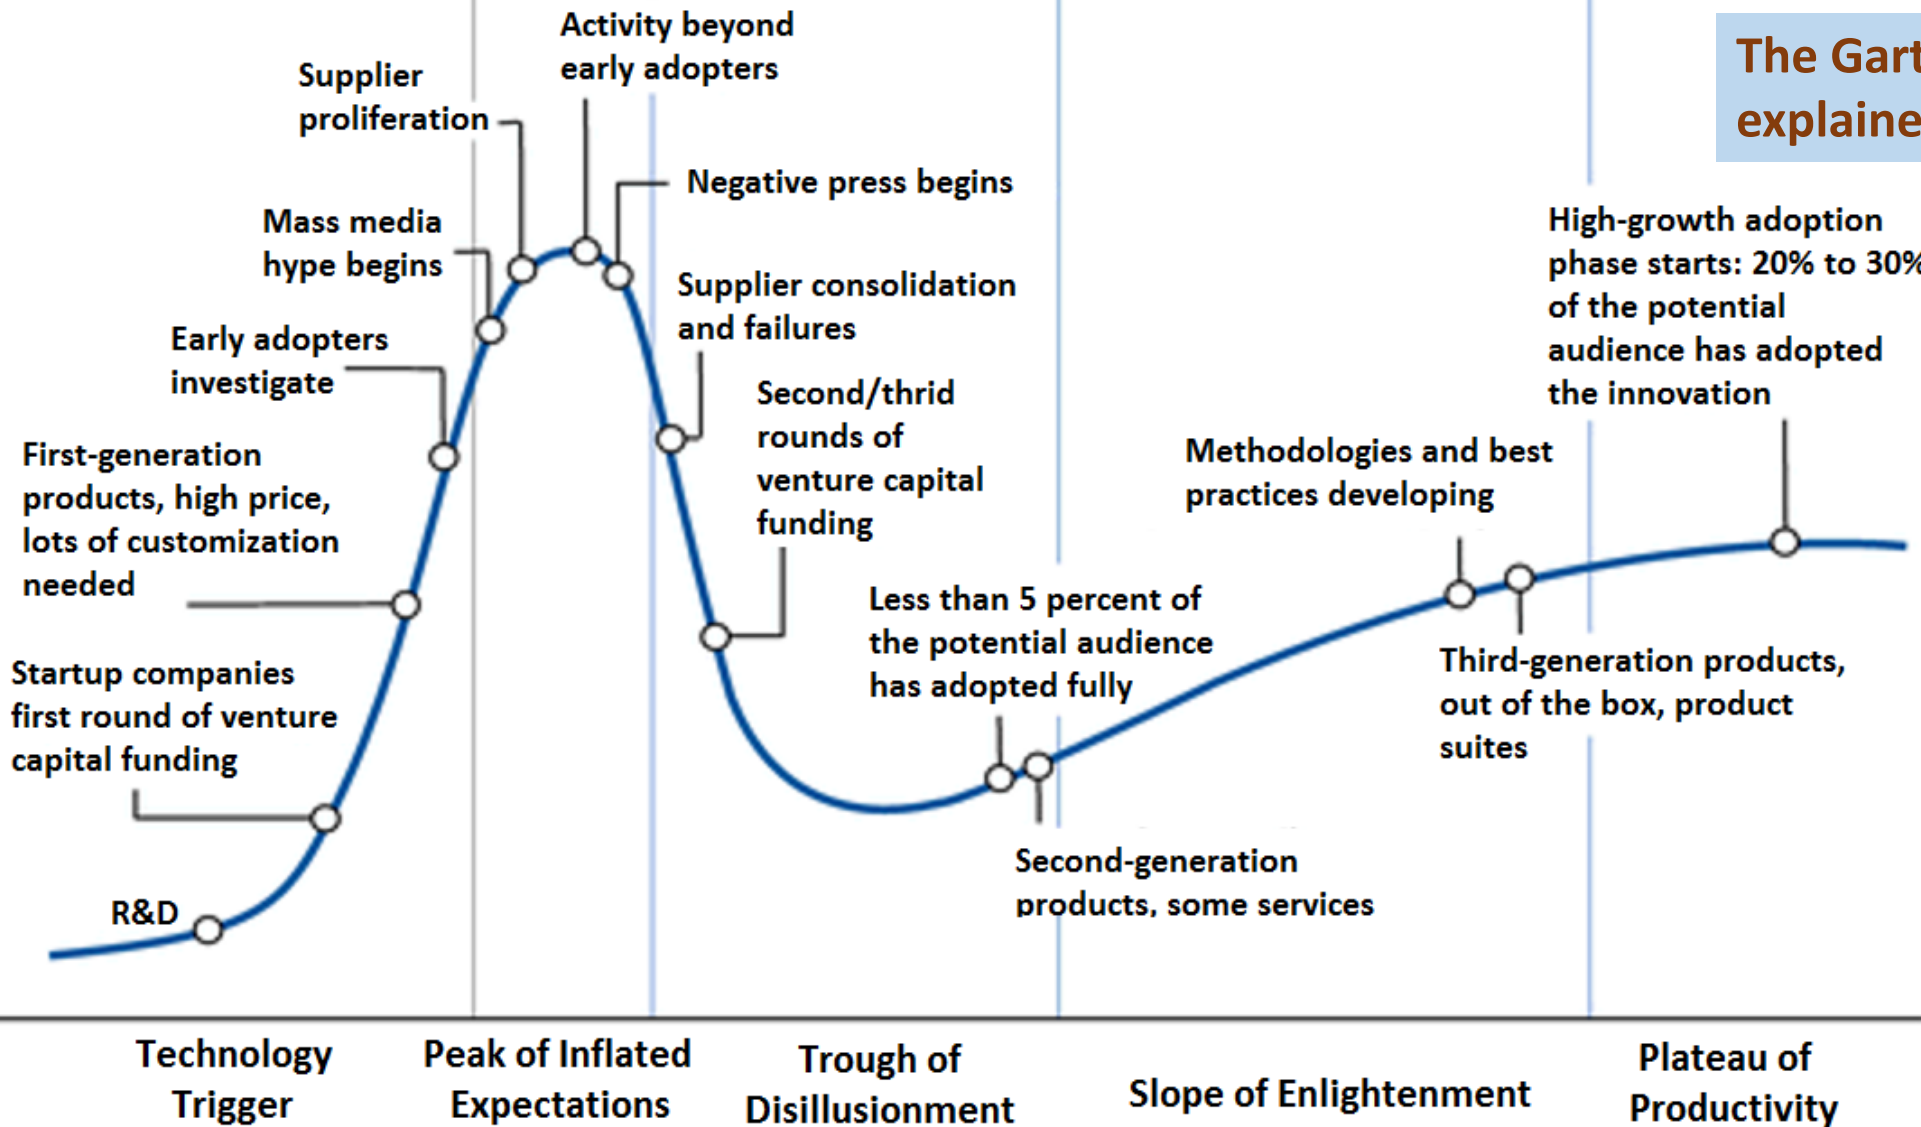 Activity beyond
early adopters
The Gart
explaine
Supplier
proliferation
Negative press begins
Mass media
hype begins
High-growth adoption
phase starts: 20% to 30%
of the potential
audience has adopted
the innovation
Supplier consolidation
and failures
Early adopters
investigate
Second/thrid
rounds of
venture capital
funding
First-generation
products, high price,
lots of customization
needed
Methodologies and best
practices developing
Less than 5 percent of
the potential audience
has adopted fully
Startup companies
first round of venture
capital funding
Third-generation products,
out of the box, product
suites
Second-generation
products, some services
R&D
Technology
Trigger
Peak of Inflated
Expectations
Trough of
Disillusionment
Slope of Enlightenment
Plateau of
Productivity